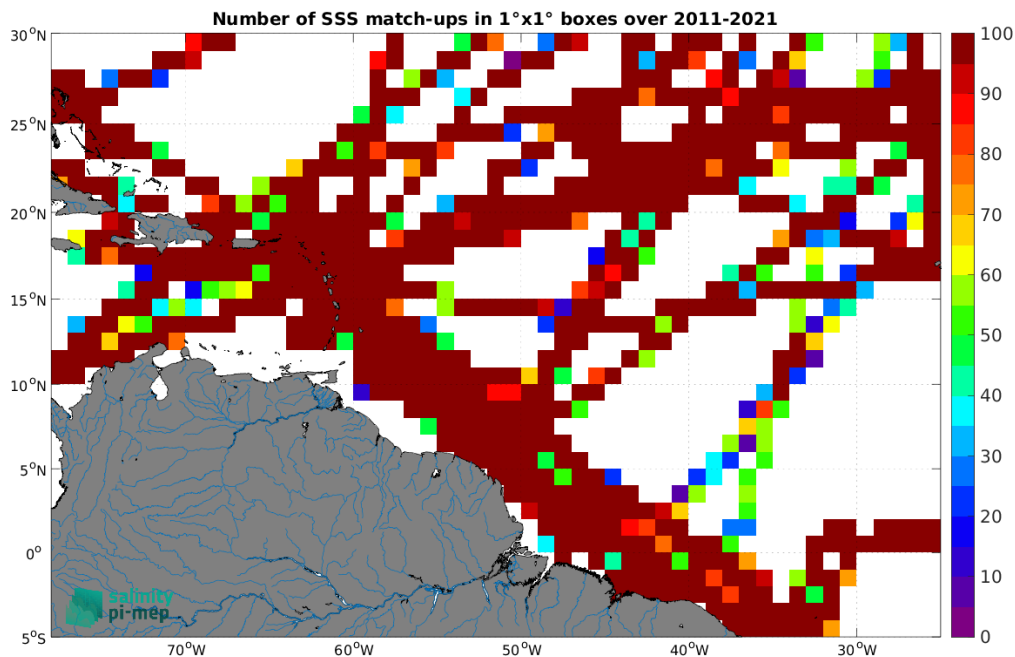 Number of SSS match-ups in 1°x1° boxes over 2011-2021
30°N
25°N
20°N
15°N
10°N
5°N
0°
5°S
70°W
60°W
50°W
40°W
30°W
100
90
80
70
60
50
40
30
20
10
0
salinity
pi-mep